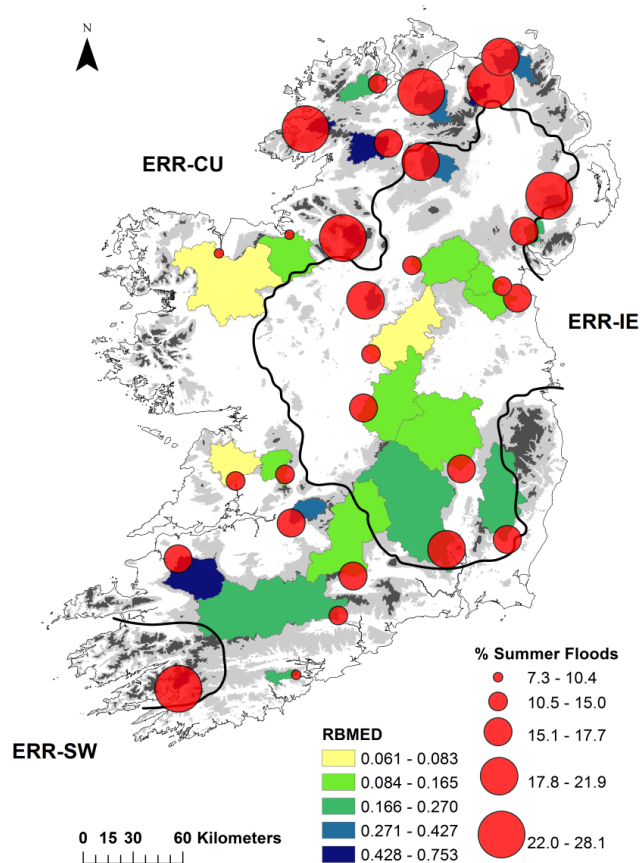 N
ERR-CU
ERR-IE
ERR-SW
% Summer Floods
7.3 - 10.4
10.5 - 15.0
15.1 - 17.7
17.8 - 21.9
22.0 - 28.1
RBMED
0.061 - 0.083
0.084 - 0.165
0.166 - 0.270
0.271 - 0.427
0.428 - 0.753
0 15 30 60 Kilometers